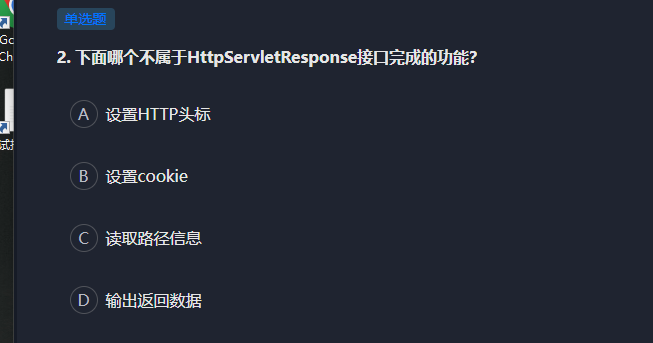 单选题
2. 下面哪个不属于HttpServletResponse接口完成的功能?
A 设置HTTP头标
B 设置cookie
C 读取路径信息
D 输出返回数据
Go
Ch
试